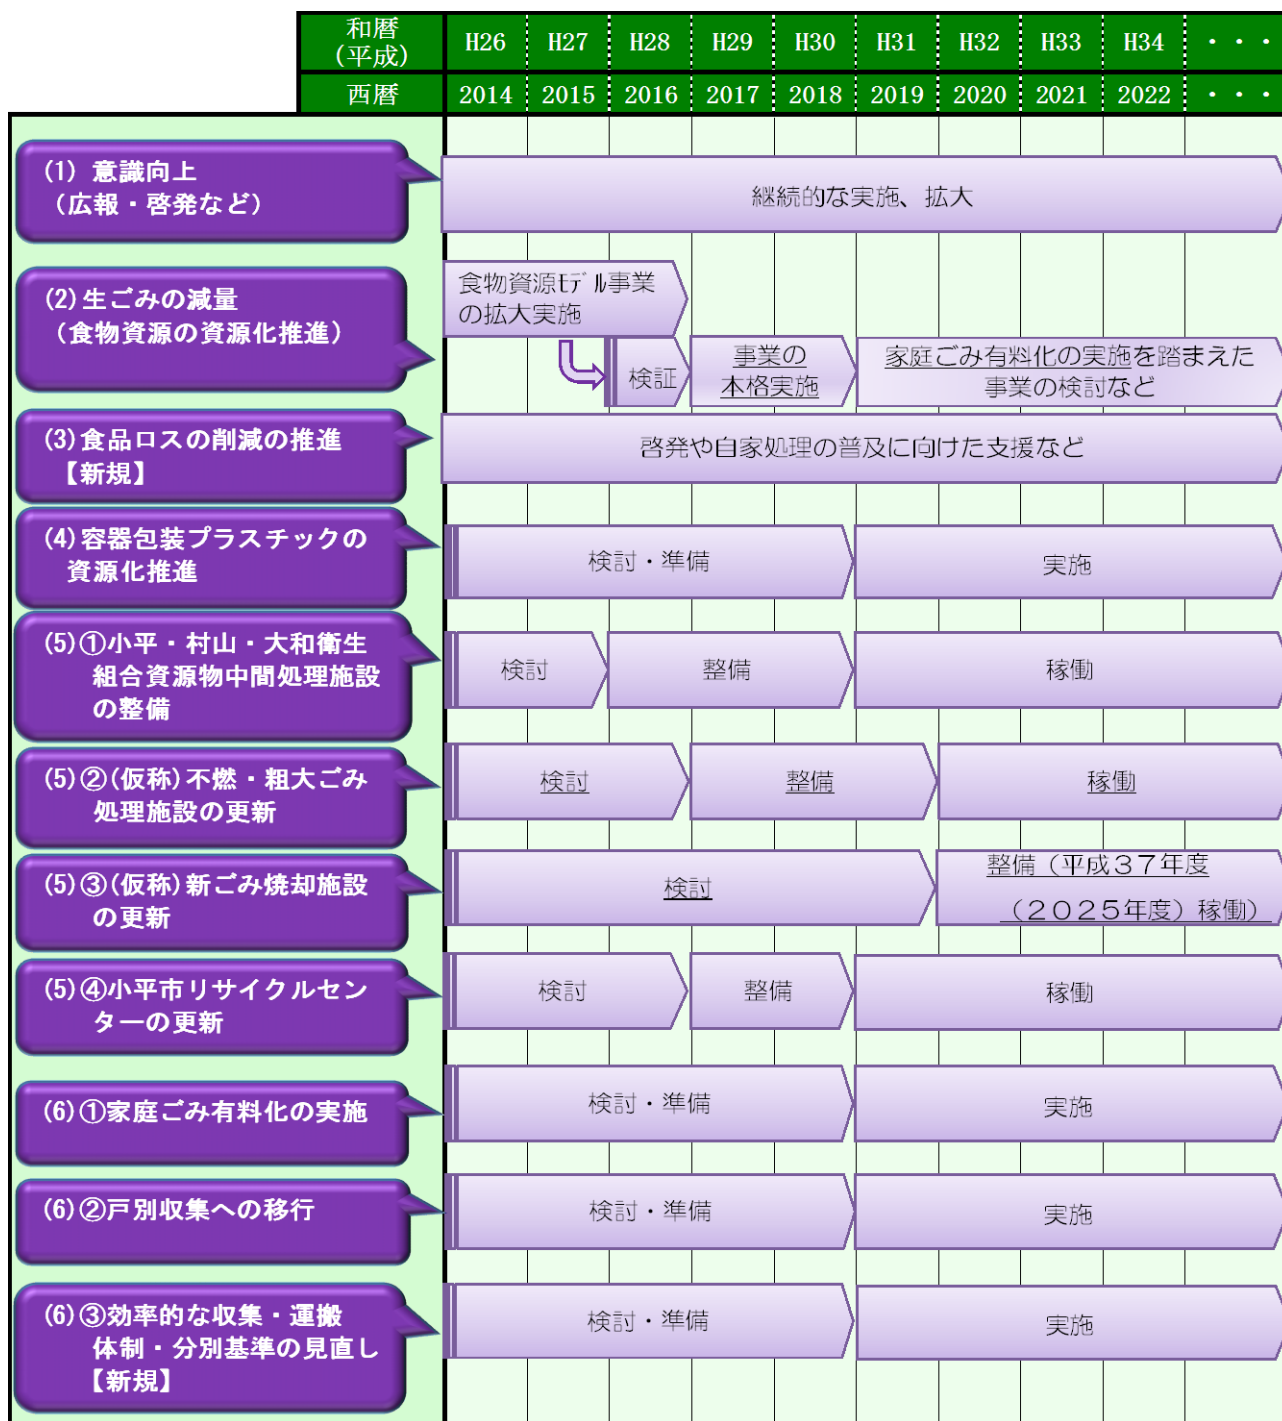 和暦
(平成)
H26 H27 H28 H29 H30 H31 H32 H33 H34 ・・・
西暦 2014 2015 2016 2017 2018 2019 2020 2021 2022 ・・・
(1) 意識向上
（広報・啓発など）
継続的な実施、拡大
(2)生ごみの減量
（食物資源の資源化推進）
食物資源ﾓﾃﾞﾙ事業
の拡大実施
検証
事業の
本格実施
家庭ごみ有料化の実施を踏まえた
事業の検討など
(3)食品ロスの削減の推進
【新規】
啓発や自家処理の普及に向けた支援など
(4)容器包装プラスチックの
資源化推進
検討・準備 実施
(5)①小平・村山・大和衛生
組合資源物中間処理施設
の整備
検討 整備 稼働
(5)②(仮称)不燃・粗大ごみ
処理施設の更新
検討 整備 稼働
(5)③(仮称)新ごみ焼却施設
の更新
検討
整備（平成３７年度
（２０２５年度）稼働）
(5)④小平市リサイクルセン
ターの更新
検討 整備 稼働
(6)①家庭ごみ有料化の実施
検討・準備 実施
(6)②戸別収集への移行
検討・準備 実施
(6)③効率的な収集・運搬
体制・分別基準の見直し
【新規】
検討・準備 実施